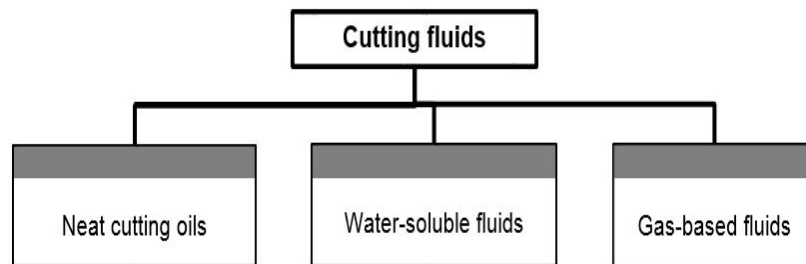 Cutting fluids
Neat cutting oils
Water-soluble fluids
Gas-based fluids